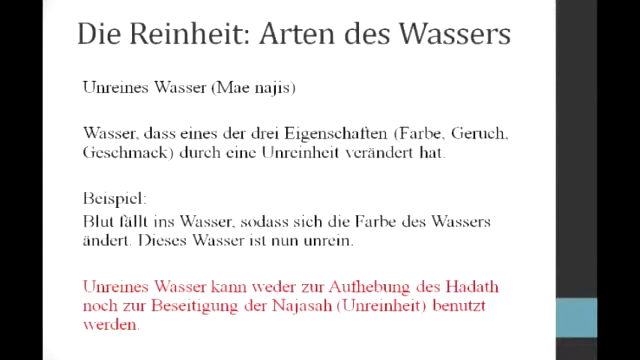 Die Reinheit: Arten des Wassers
Unreines Wasser (Mae najis)
Wasser, dass eines der drei Eigenschaften (Farbe, Geruch,
Geschmack) durch eine Unreinheit verändert hat.
Beispiel:
Blut fällt ins Wasser, sodass sich die Farbe des Wassers
ändert. Dieses Wasser ist nun unrein.
Unreines Wasser kann weder zur Aufhebung des Hadath
noch zur Beseitigung der Najasah (Unreinheit) benutzt
werden.